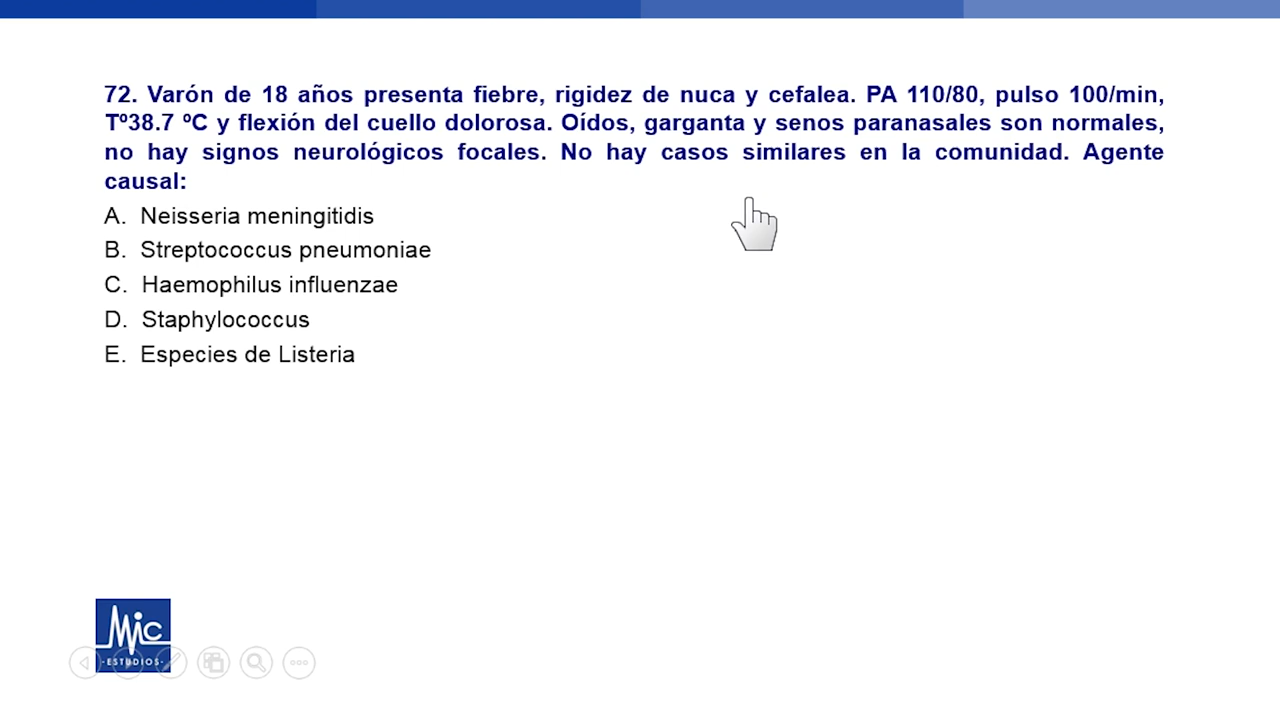 72. Varón de 18 años presenta fiebre, rigidez de nuca y cefalea. PA 110/80, pulso 100/min,
Tº38.7 ºC y flexión del cuello dolorosa. Oídos, garganta y senos paranasales son normales,
no hay signos neurológicos focales. No hay casos similares en la comunidad. Agente
causal:
A. Neisseria meningitidis
B. Streptococcus pneumoniae
C. Haemophilus influenzae
D. Staphylococcus
E. Especies de Listeria
Mic
-ESTUDIOS-